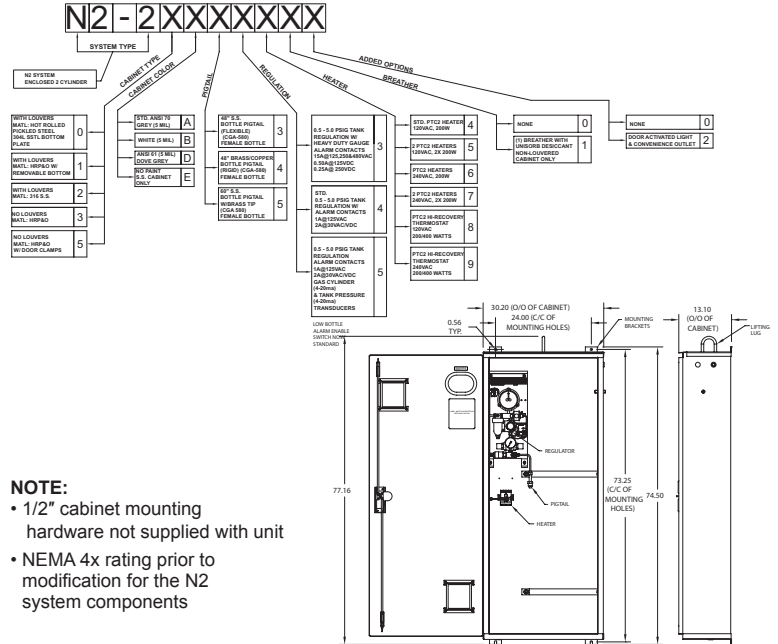 N2-2XXXXXXX
SYSTEM TYPE
CABINET TYPE
CABINET COLOR
PIGTAIL
REGULATION
HEATER
BREATHER
ADDED OPTIONS
N2 SYSTEM
ENCLOSED 2 CYLINDER
WITH LOUVERS
MATL: HOT ROLLED
PICKLED STEEL
304L SSTL BOTTOM
PLATE
0
WITH LOUVERS
MATL: HRP&O W/
REMOVABLE BOTTOM
1
WITH LOUVERS
MATL: 316 S.S.
2
NO LOUVERS
MATL: HRP&O
3
NO LOUVERS
MATL: HRP&O
W/ DOOR CLAMPS
5
STD. ANSI 70
GREY (5 MIL)
A
WHITE (5 MIL)
B
ANSI 61 (5 MIL)
DOVE GREY
D
NO PAINT
S.S. CABINET
ONLY
E
48" S.S.
BOTTLE PIGTAIL
(FLEXIBLE)
(CGA-580)
FEMALE BOTTLE
3
48" BRASS/COPPER
BOTTLE PIGTAIL
(RIGID) (CGA-580)
FEMALE BOTTLE
4
60" S.S.
BOTTLE PIGTAIL
W/BRASS TIP
(CGA 580)
FEMALE BOTTLE
5
0.5 - 5.0 PSIG TANK
REGULATION W/
HEAVY DUTY GAUGE
ALARM CONTACTS
15A@125,250&480VAC
0.50A@125VDC
0.25A@ 250VDC
3
STD.
0.5 - 5.0 PSIG TANK
REGULATION W/
ALARM CONTACTS
1A@125VAC
2A@30VAC/VDC
4
0.5 - 5.0 PSIG TANK
REGULATION
ALARM CONTACTS
1A@125VAC
2A@30VAC/VDC
GAS CYLINDER
(4-20ma)
& TANK PRESSURE
(4-20ma)
TRANSDUCERS
5
STD. PTC2 HEATER
120VAC, 200W
4
2 PTC2 HEATERS
120VAC, 2X 200W
5
PTC2 HEATERS
240VAC, 200W
6
2 PTC2 HEATERS
240VAC, 2X 200W
7
PTC2 HI-RECOVERY
THERMOSTAT
120VAC
200/400 WATTS
8
PTC2 HI-RECOVERY
THERMOSTAT
240VAC
200/400 WATTS
9
NONE
0
(1) BREATHER WITH
UNISORB DESICCANT
NON-LOUVERED
CABINET ONLY
1
NONE
0
DOOR ACTIVATED LIGHT
& CONVENIENCE OUTLET
2
LOW BOTTLE
ALARM ENABLE
SWITCH NOW
STANDARD
0.56
TYP.
30.20 (O/O OF CABINET)
24.00 (C/C OF
MOUNTING HOLES)
MOUNTING
BRACKETS
13.10
(O/O OF
CABINET)
LIFTING
LUG
REGULATOR
PIGTAIL
HEATER
77.16
73.25
(C/C OF
MOUNTING
HOLES)
74.50
NOTE:
• 1/2" cabinet mounting
hardware not supplied with unit
• NEMA 4x rating prior to
modification for the N2
system components